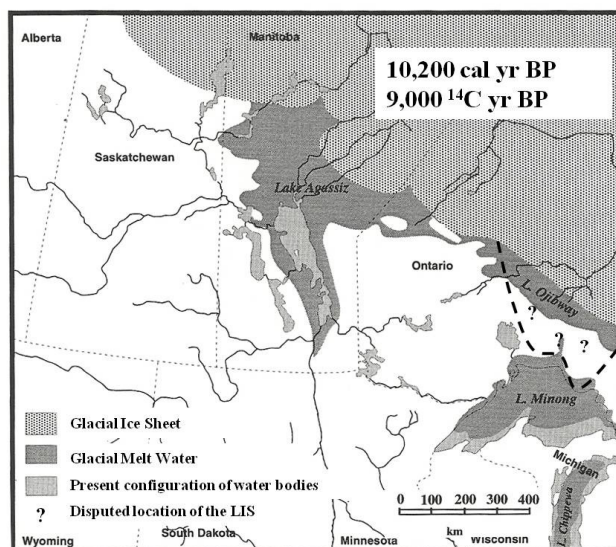 Alberta
Manitoba
10,200 cal yr BP
9,000 ¹⁴C yr BP
Saskatchewan
Lake Agassiz
Ontario
L. Ojibway
?
?
?
L. Minong
Glacial Ice Sheet
Glacial Melt Water
Present configuration of water bodies
? Disputed location of the LIS
Michigan
L. Chippewa
0 100 200 300 400
km
Wyoming
South Dakota
Minnesota
Wisconsin